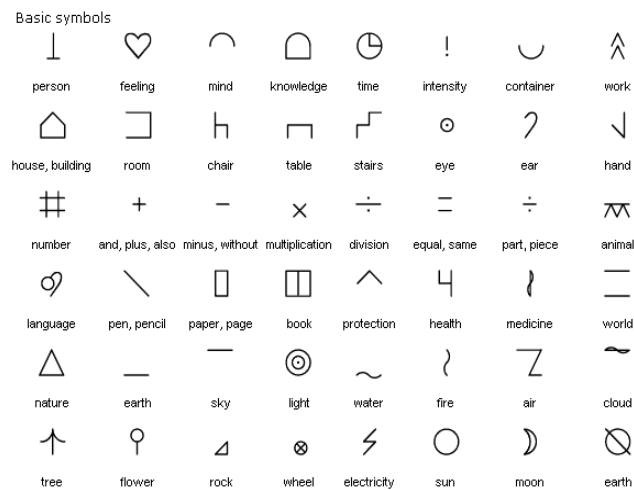 Basic symbols
person feeling mind knowledge time intensity container work
house, building room chair table stairs eye ear hand
number and, plus, also minus, without multiplication division equal, same part, piece animal
language pen, pencil paper, page book protection health medicine world
nature earth sky light water fire air cloud
tree flower rock wheel electricity sun moon earth